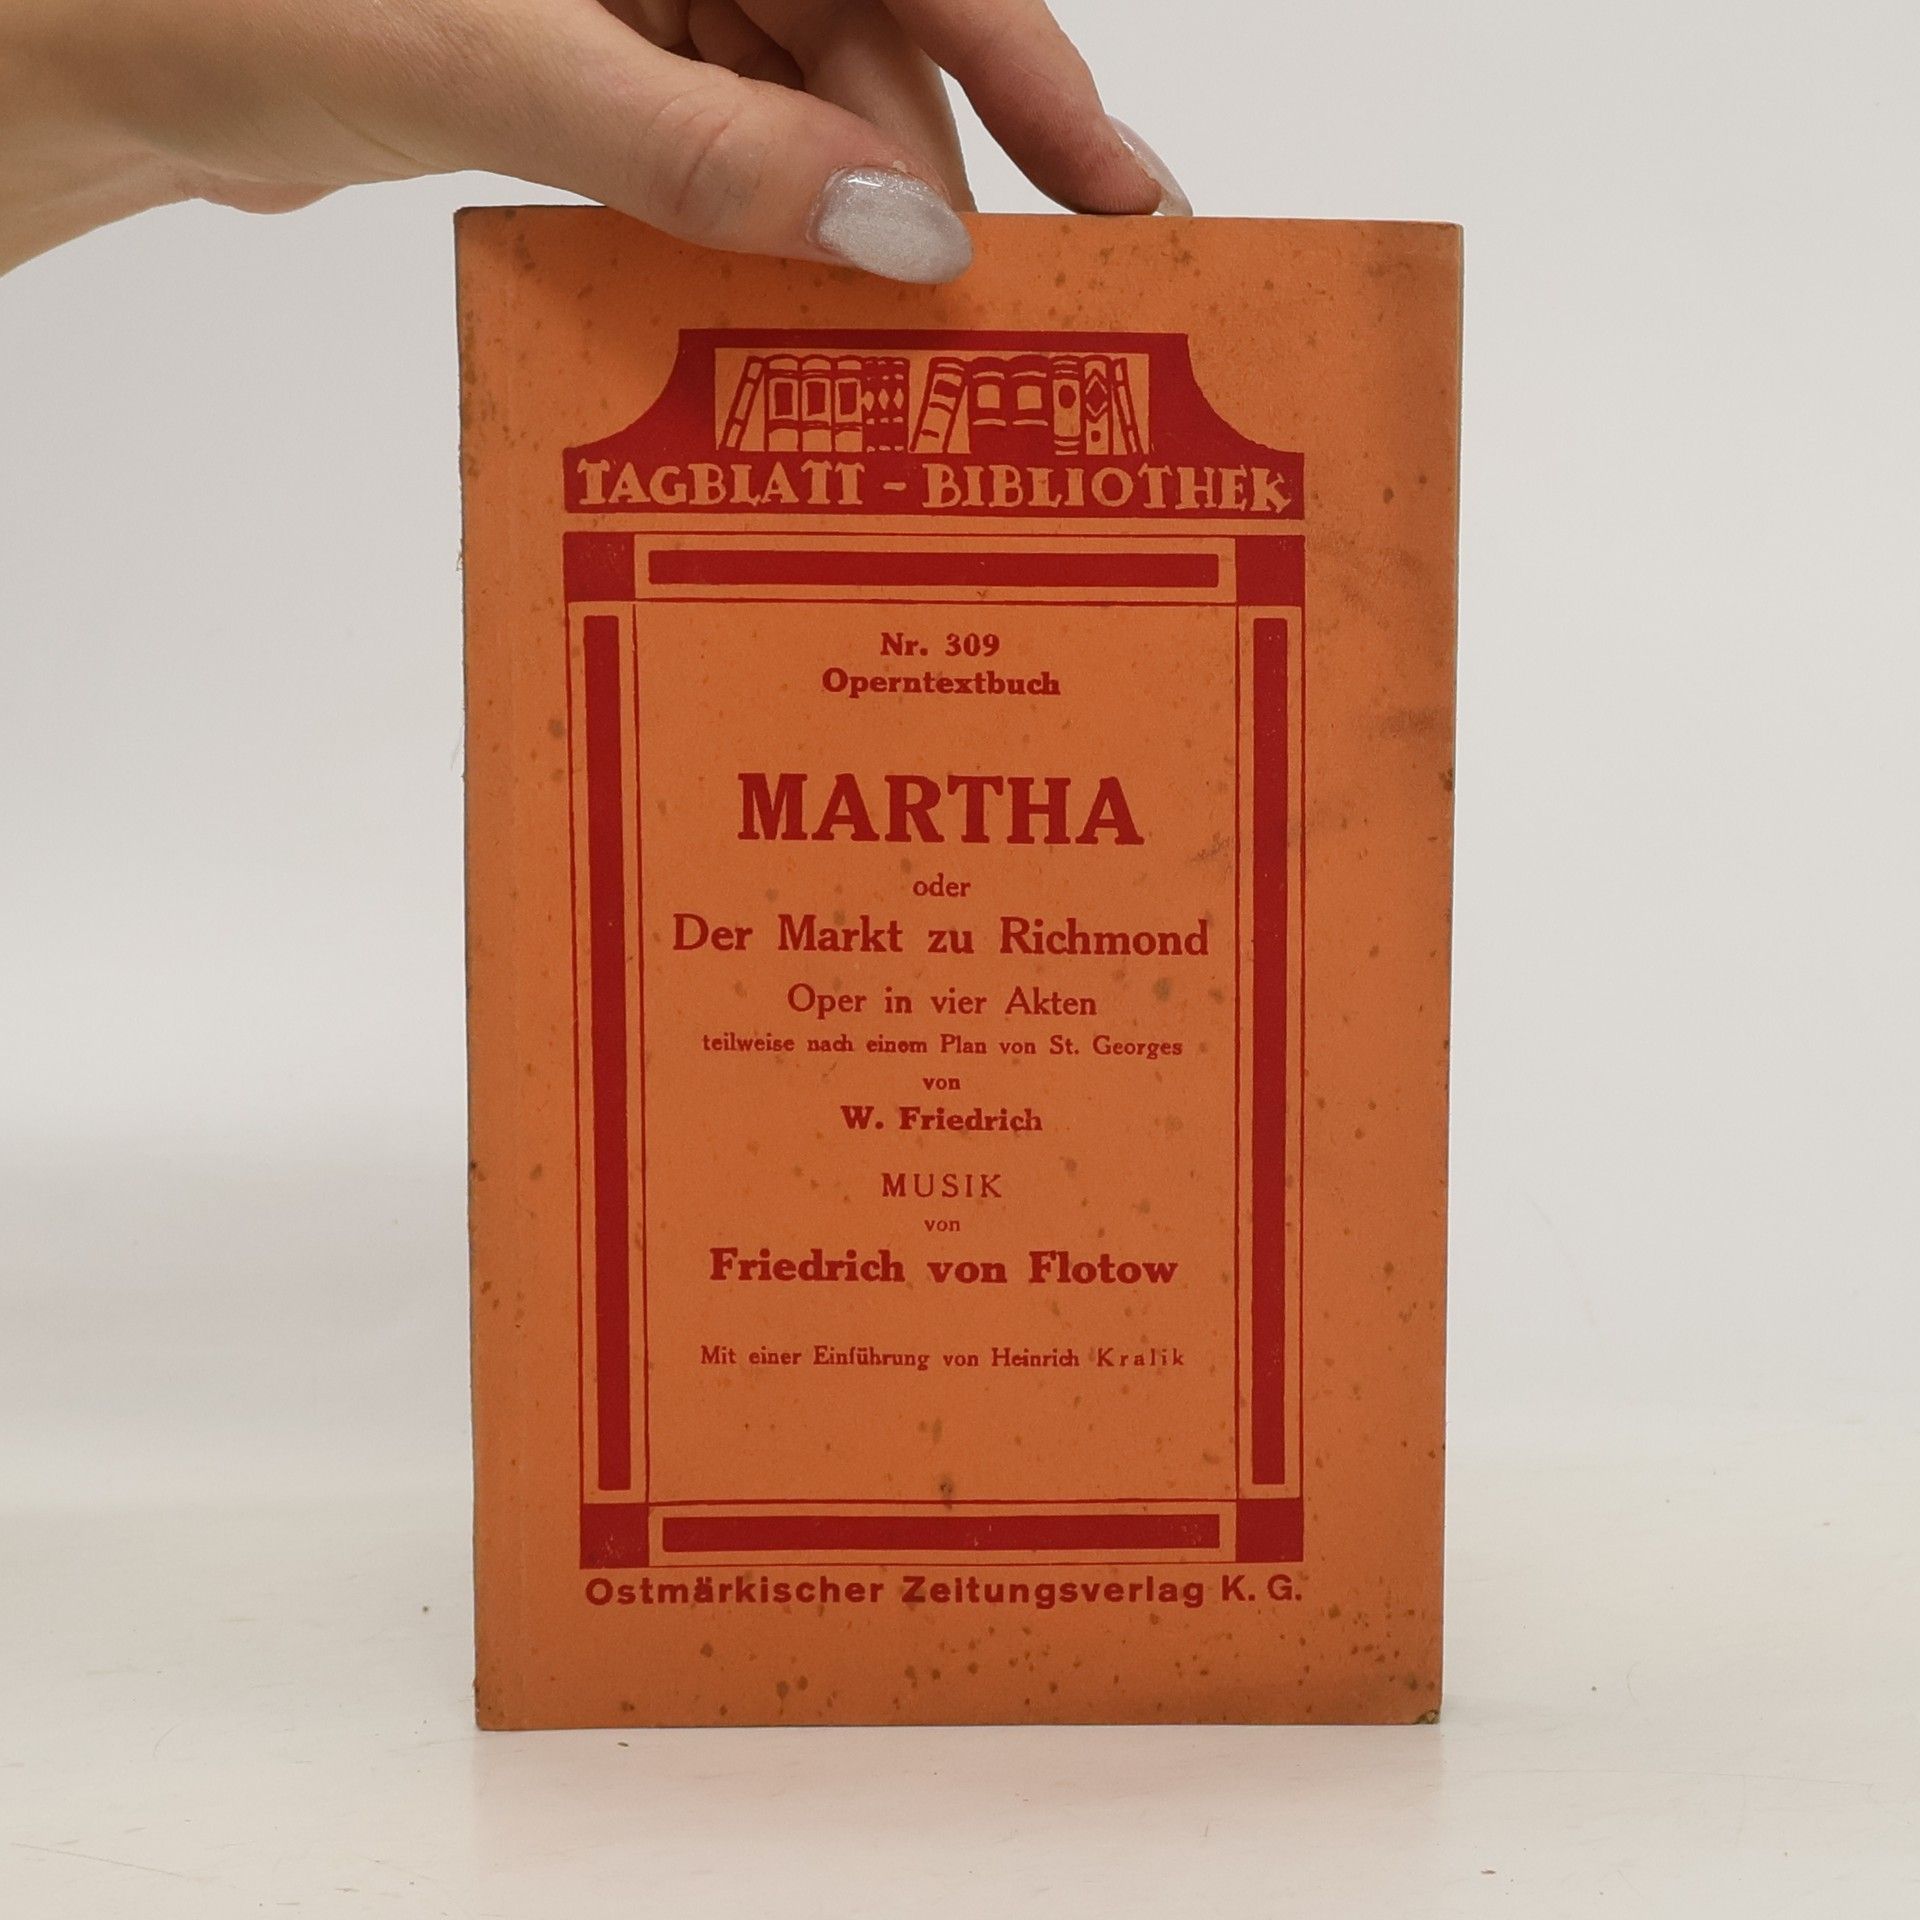 TAGBLATT - BIBLIOTHEK
Nr. 309
Operntextbuch
MARTHA
oder
Der Markt zu Richmond
Oper in vier Akten
teilweise nach einem Plan von St. Georges
von
W. Friedrich
MUSIK
von
Friedrich von Flotow
Mit einer Einführung von Heinrich Kralik
Ostmärkischer Zeitungsverlag K. G.